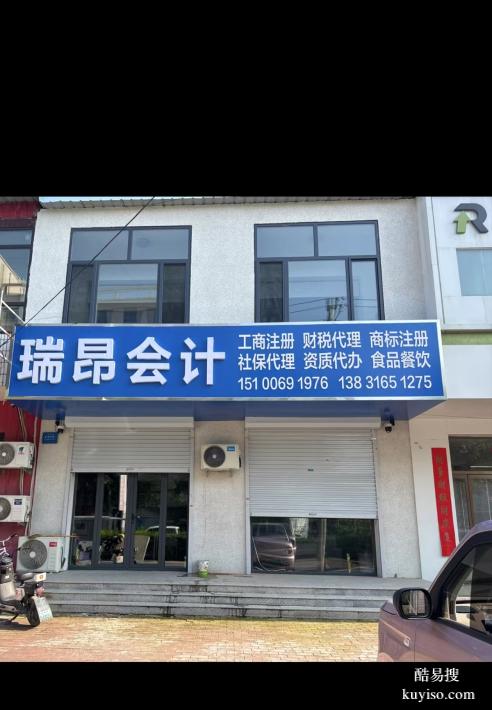 瑞昂会计
工商注册 财税代理 商标注册
社保代理 资质代办 食品餐饮
151 0069 1976 138 3165 1275
R
酷易搜
kuyiso.com